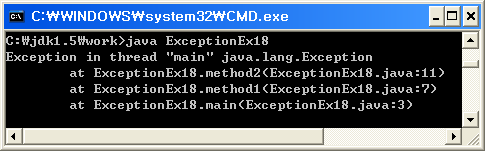 C:₩WINDOWS₩system32₩CMD.exe
C:₩jdk1.5₩work>java ExceptionEx18
Exception in thread "main" java.lang.Exception
        at ExceptionEx18.method2(ExceptionEx18.java:11)
        at ExceptionEx18.method1(ExceptionEx18.java:7)
        at ExceptionEx18.main(ExceptionEx18.java:3)